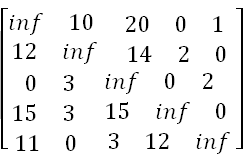 inf 10 20 0 1
12 inf 14 2 0
0 3 inf 0 2
15 3 15 inf 0
11 0 3 12 inf